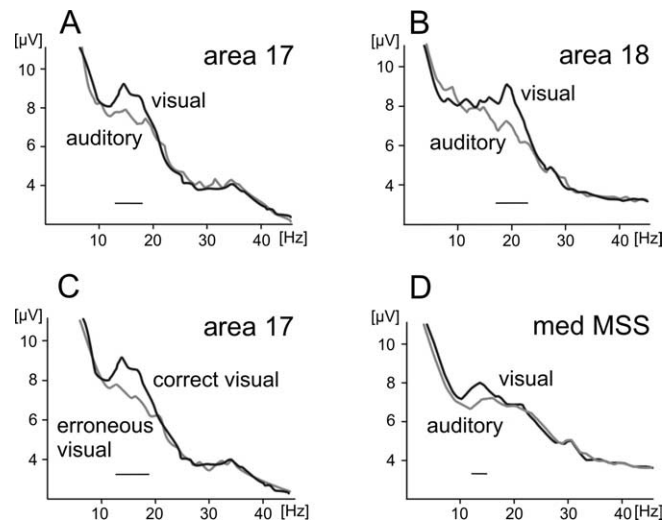 A
[µV]
area 17
10
8
6
4
visual
auditory
10 20 30 40 [Hz]
B
[µV]
area 18
10
8
6
4
visual
auditory
10 20 30 40 [Hz]
C
[µV]
area 17
10
8
6
4
correct visual
erroneous
visual
10 20 30 40 [Hz]
D
[µV]
med MSS
10
8
6
4
visual
auditory
10 20 30 40 [Hz]